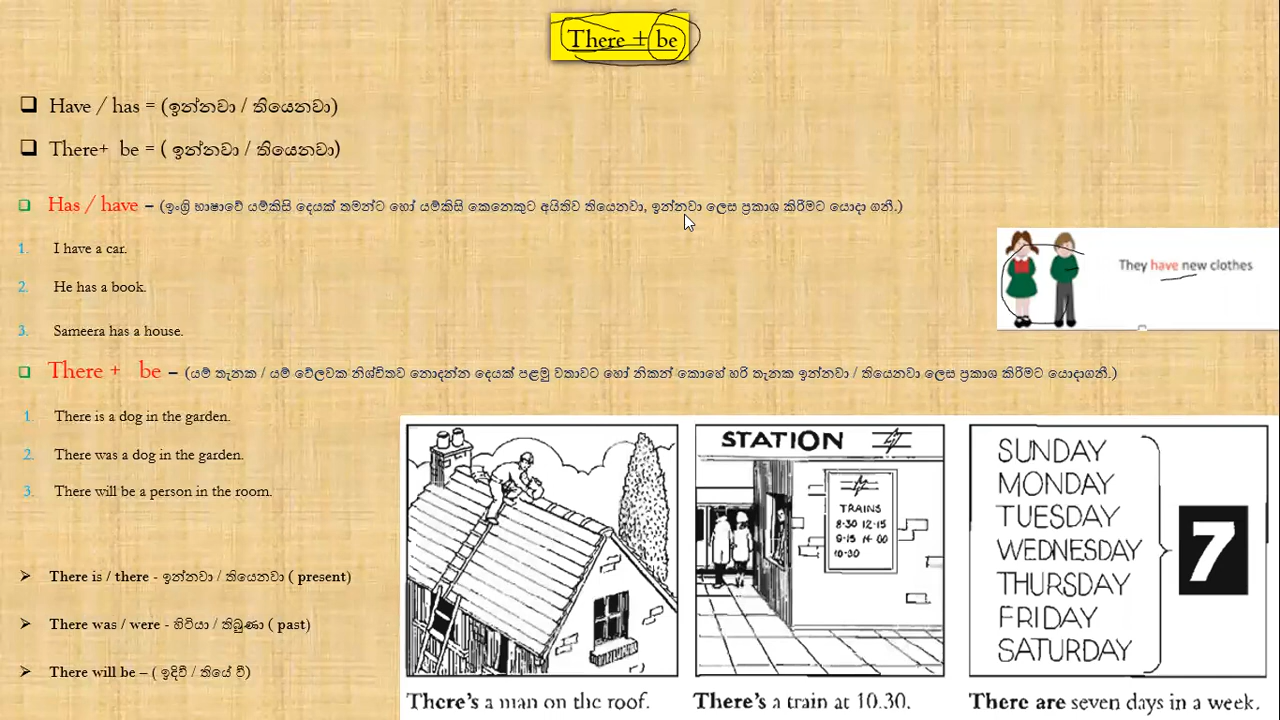 There + be
Have / has = (ඉන්නවා / තියෙනවා)
There+ be = ( ඉන්නවා / තියෙනවා)
Has / have – (ඉංග්‍රි භාෂාවේ යම්කිසි දෙයක් තමන්ට හෝ යම්කිසි කෙනෙකුට අයිතිව තියෙනවා, ඉන්නවා ලෙස ප්‍රකාශ කිරිමට යොදා ගනී.)
1. I have a car.
2. He has a book.
3. Sameera has a house.
They have new clothes
There + be – (යම් තැනක / යම් වේලවක නිශ්චිතව නොදන්න දෙයක් පළමු වතාවට හෝ නිකන් කොහේ හරි තැනක ඉන්නවා / තියෙනවා ලෙස ප්‍රකාශ කිරිමට යොදාගනී.)
1. There is a dog in the garden.
2. There was a dog in the garden.
3. There will be a person in the room.
There is / there - ඉන්නවා / තියෙනවා ( present)
There was / were - හිටියා / තිබුණා ( past)
There will be – ( ඉදිවී / තියේ වී)
STATION
TRAINS
8·30 12·15
9·15 14·00
10·30
SUNDAY
MONDAY
TUESDAY
WEDNESDAY
THURSDAY
FRIDAY
SATURDAY
7
There's a man on the roof.
There's a train at 10.30.
There are seven days in a week.